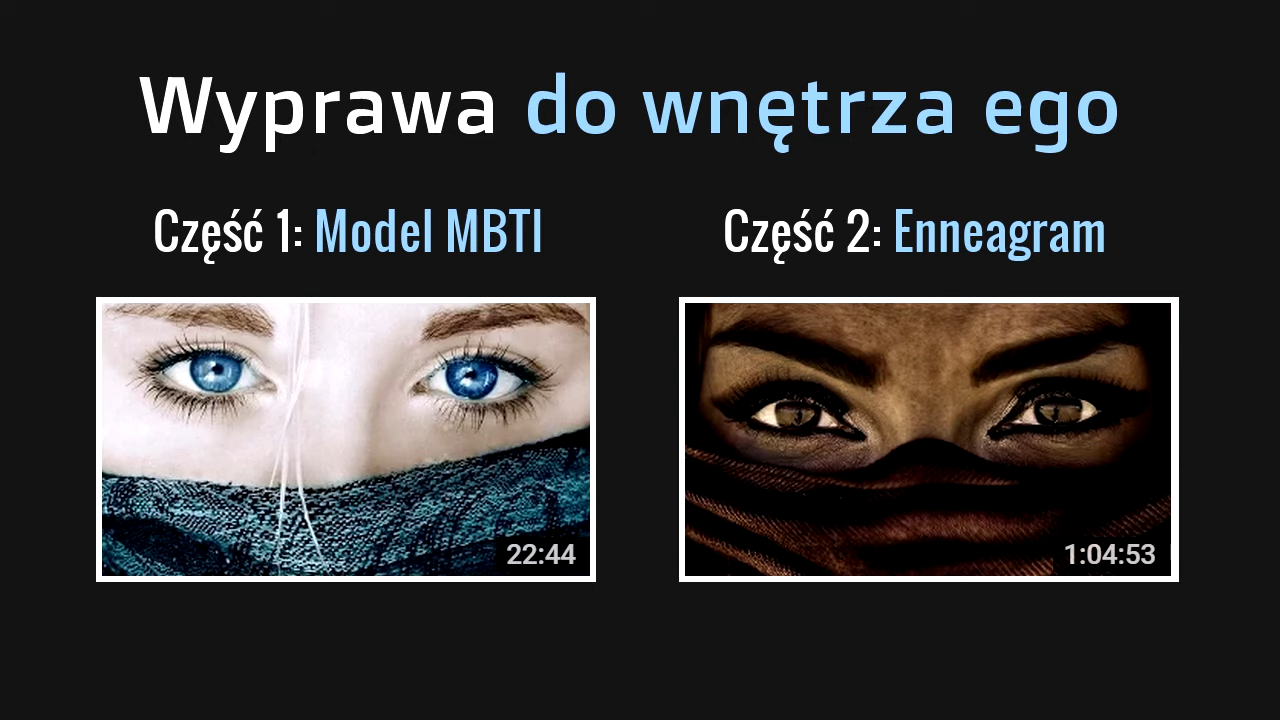 Wyprawa do wnętrza ego
Część 1: Model MBTI
Część 2: Enneagram
22:44
1:04:53